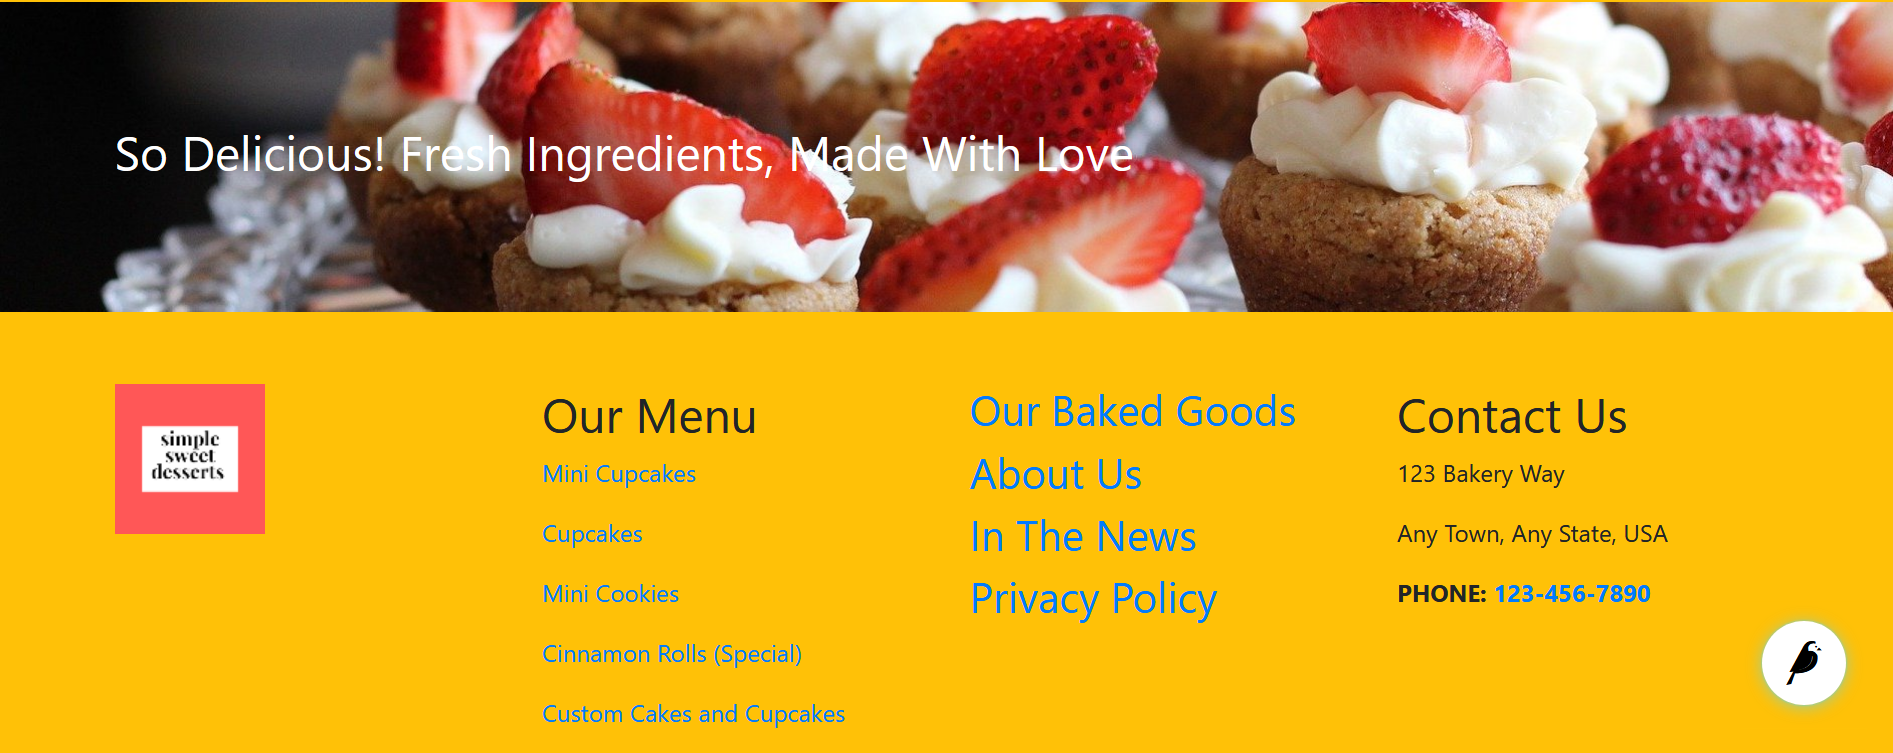 So Delicious! Fresh Ingredients, Made With Love
simple
sweet
desserts
Our Menu
Mini Cupcakes
Cupcakes
Mini Cookies
Cinnamon Rolls (Special)
Custom Cakes and Cupcakes
Our Baked Goods
About Us
In The News
Privacy Policy
Contact Us
123 Bakery Way
Any Town, Any State, USA
PHONE: 123-456-7890